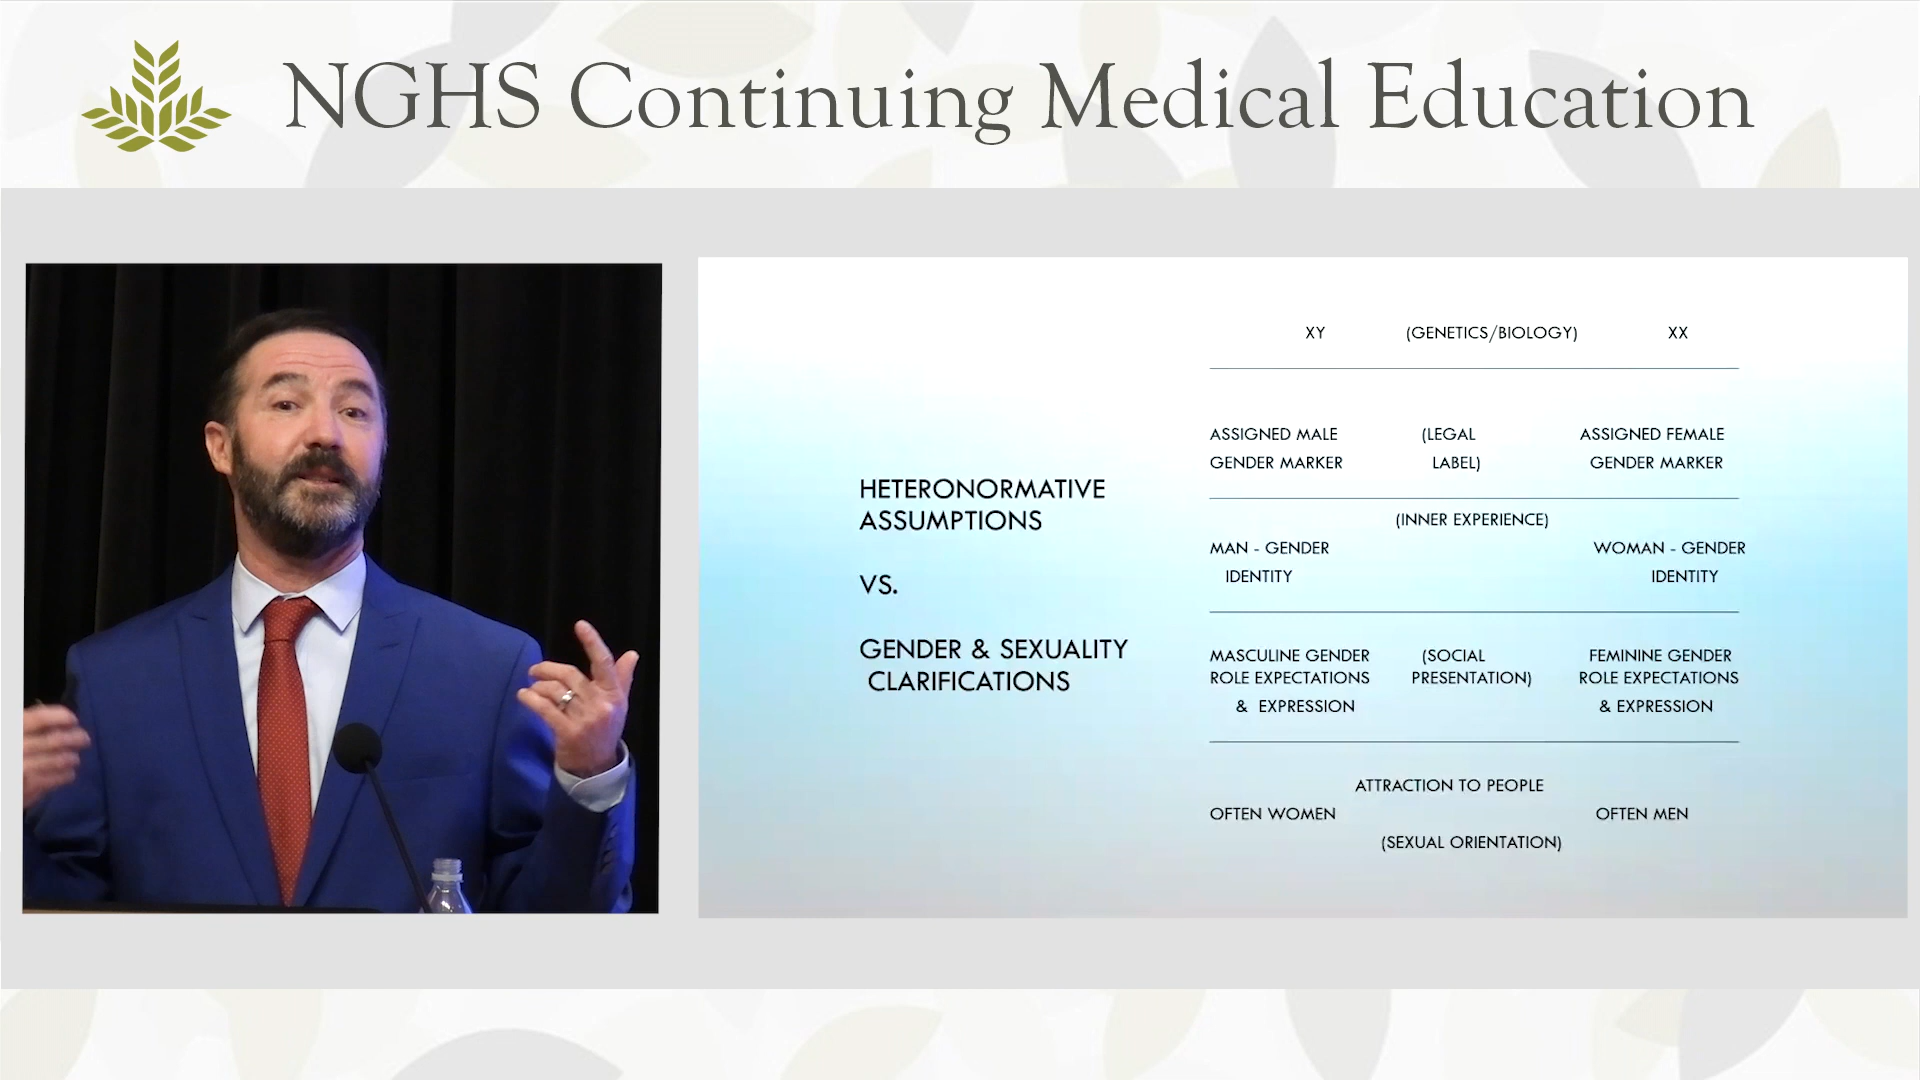 NGHS Continuing Medical Education
HETERONORMATIVE
ASSUMPTIONS
VS.
GENDER & SEXUALITY
CLARIFICATIONS
XY (GENETICS/BIOLOGY) XX
ASSIGNED MALE (LEGAL ASSIGNED FEMALE
GENDER MARKER LABEL) GENDER MARKER
(INNER EXPERIENCE)
MAN - GENDER WOMAN - GENDER
IDENTITY IDENTITY
MASCULINE GENDER (SOCIAL FEMININE GENDER
ROLE EXPECTATIONS PRESENTATION) ROLE EXPECTATIONS
& EXPRESSION & EXPRESSION
ATTRACTION TO PEOPLE
OFTEN WOMEN OFTEN MEN
(SEXUAL ORIENTATION)